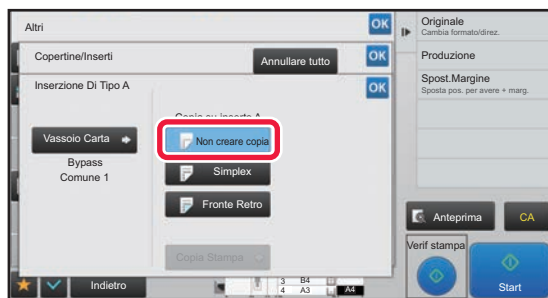 Altri
OK
Originale
Cambia formato/direz.
Copertine/Inserti
Annullare tutto
OK
Produzione
Inserzione Di Tipo A
OK
Spost.Margine
Sposta pos. per avere + marg.
Copia su inserto A
Vassoio Carta
Non creare copia
Bypass
Comune 1
Simplex
Fronte Retro
Anteprima
CA
Copia Stampa
Verif stampa
Indietro
3 B4
4 A3
A4
Start